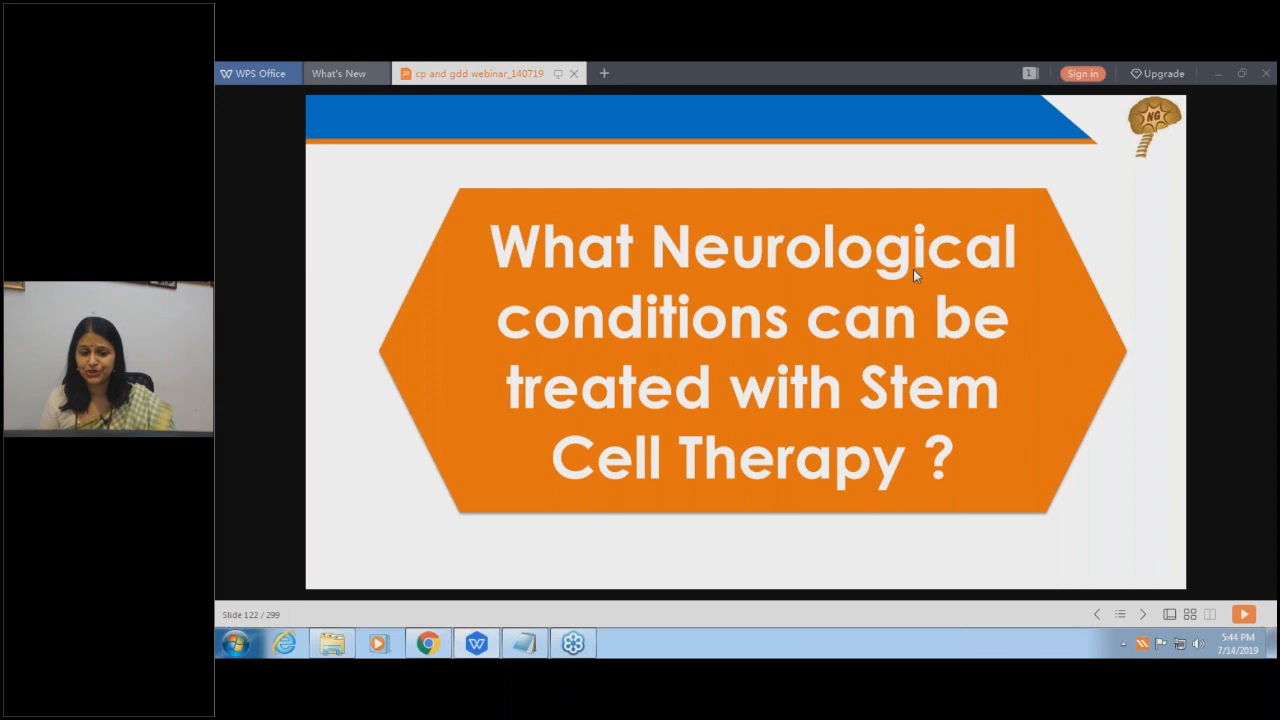 WPS Office
What's New
cp and gdd webinar_140719
1
Sign in
Upgrade
NG
What Neurological
conditions can be
treated with Stem
Cell Therapy ?
Slide 122 / 299
5:44 PM
7/14/2019